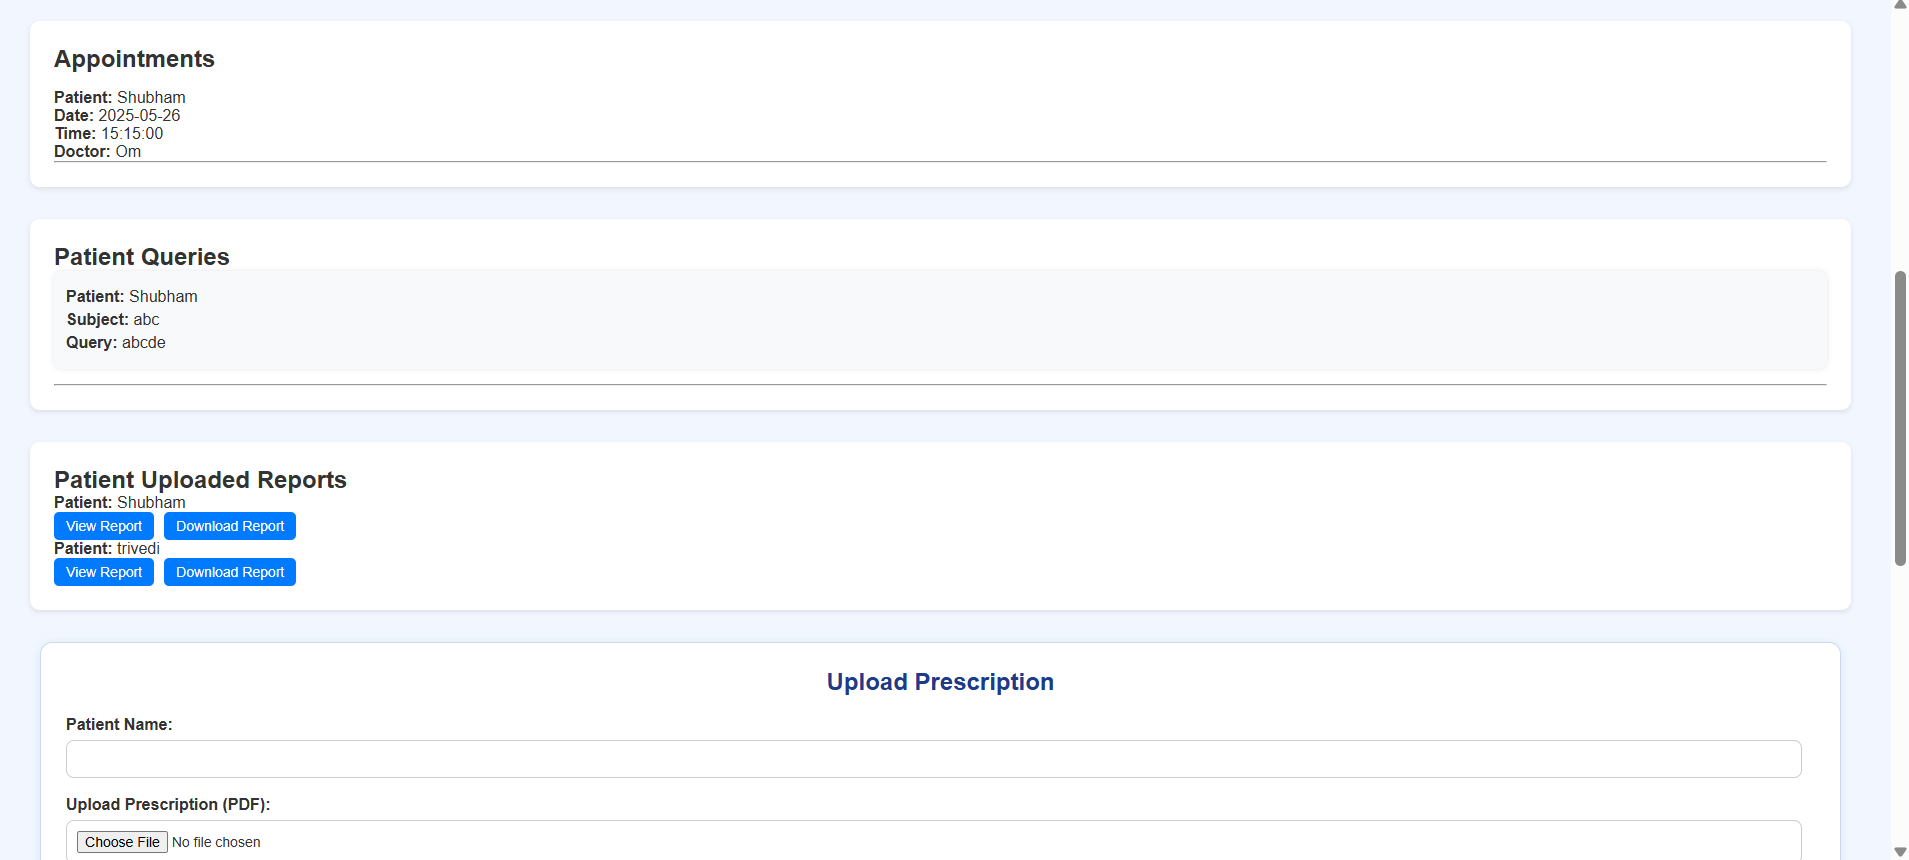 Appointments
Patient: Shubham
Date: 2025-05-26
Time: 15:15:00
Doctor: Om
Patient Queries
Patient: Shubham
Subject: abc
Query: abcde
Patient Uploaded Reports
Patient: Shubham
View Report Download Report
Patient: trivedi
View Report Download Report
Upload Prescription
Patient Name:
Upload Prescription (PDF):
Choose File No file chosen